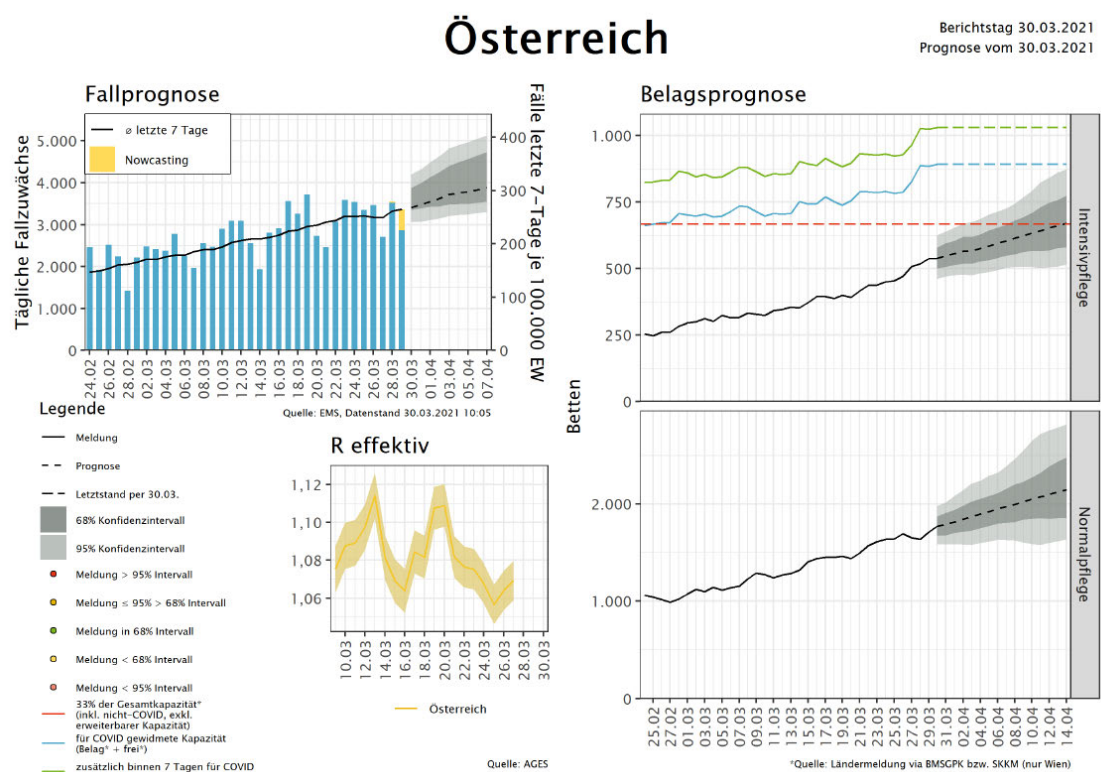 Österreich
Berichtstag 30.03.2021
Prognose vom 30.03.2021
Fallprognose
Tägliche Fallzuwächse
5.000
4.000
3.000
2.000
1.000
0
⌀ letzte 7 Tage
Nowcasting
400
300
200
100
0
Fälle letzte 7-Tage je 100.000 EW
24.02
26.02
28.02
02.03
04.03
06.03
08.03
10.03
12.03
14.03
16.03
18.03
20.03
22.03
24.03
26.03
28.03
30.03
01.04
03.04
05.04
07.04
Quelle: EMS, Datenstand 30.03.2021 10:05
Legende
Meldung
Prognose
Letztstand per 30.03.
68% Konfidenzintervall
95% Konfidenzintervall
Meldung > 95% Intervall
Meldung ≤ 95% > 68% Intervall
Meldung in 68% Intervall
Meldung < 68% Intervall
Meldung < 95% Intervall
33% der Gesamtkapazität*
(inkl. nicht-COVID, exkl.
erweiterbarer Kapazität)
für COVID gewidmete Kapazität
(Belag* + frei*)
zusätzlich binnen 7 Tagen für COVID
R effektiv
1,12
1,10
1,08
1,06
10.03
12.03
14.03
16.03
18.03
20.03
22.03
24.03
26.03
28.03
30.03
Österreich
Quelle: AGES
Belagsprognose
Betten
1.000
750
500
250
0
Intensivpflege
2.000
1.000
0
Normalpflege
25.02
27.02
01.03
03.03
05.03
07.03
09.03
11.03
13.03
15.03
17.03
19.03
21.03
23.03
25.03
27.03
29.03
31.03
02.04
04.04
06.04
08.04
10.04
12.04
14.04
*Quelle: Ländermeldung via BMSGPK bzw. SKKM (nur Wien)